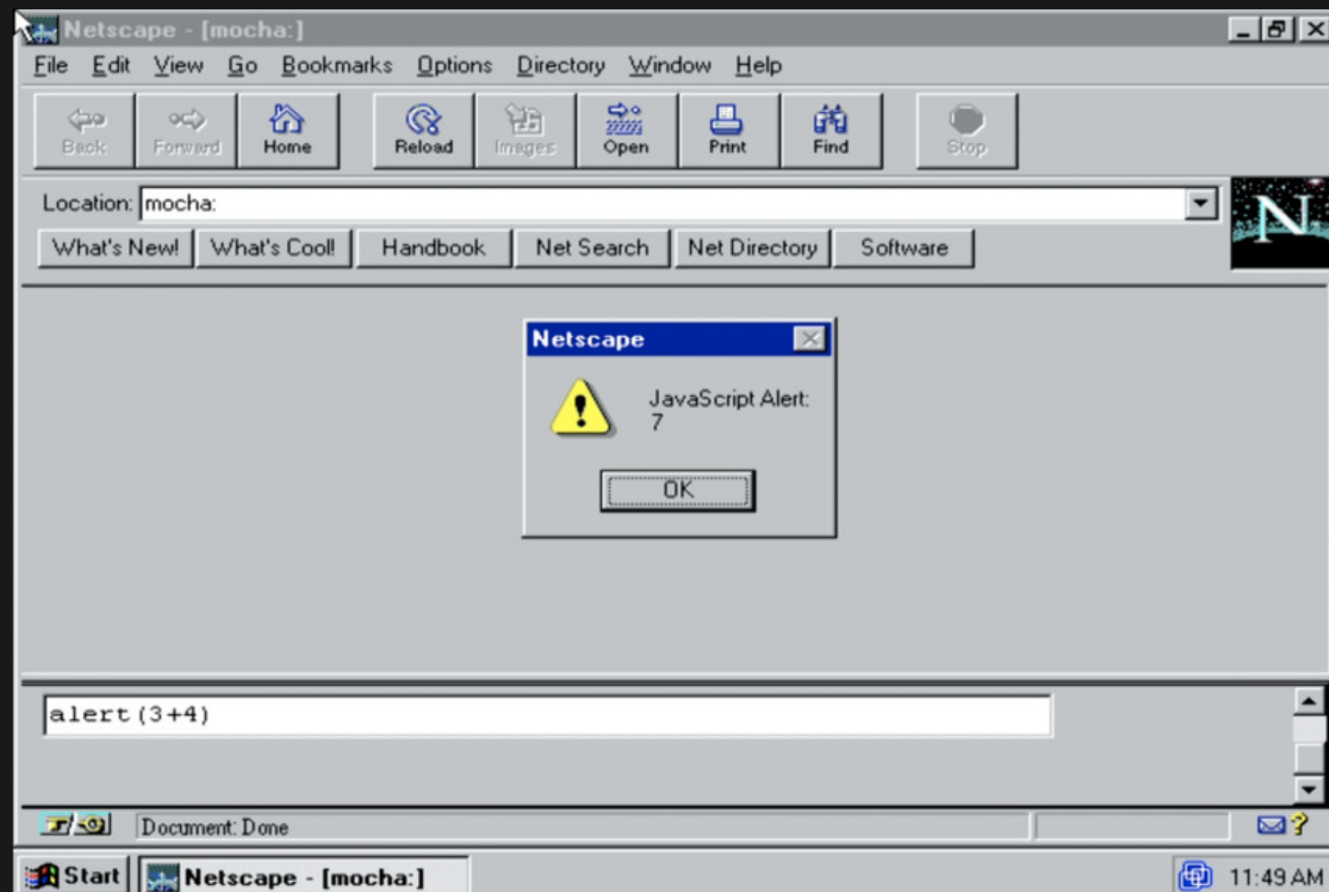 Netscape - [mocha:]
File Edit View Go Bookmarks Options Directory Window Help
Back Forward Home Reload Images Open Print Find Stop
Location: mocha:
N
What's New! What's Cool! Handbook Net Search Net Directory Software
Netscape
JavaScript Alert:
7
OK
alert(3+4)
Document: Done
Start Netscape - [mocha:] 11:49 AM